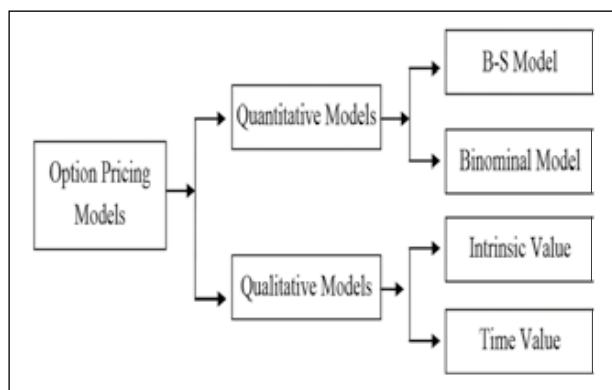 Option Pricing
Models
Quantitative Models
B-S Model
Binominal Model
Qualitative Models
Intrinsic Value
Time Value